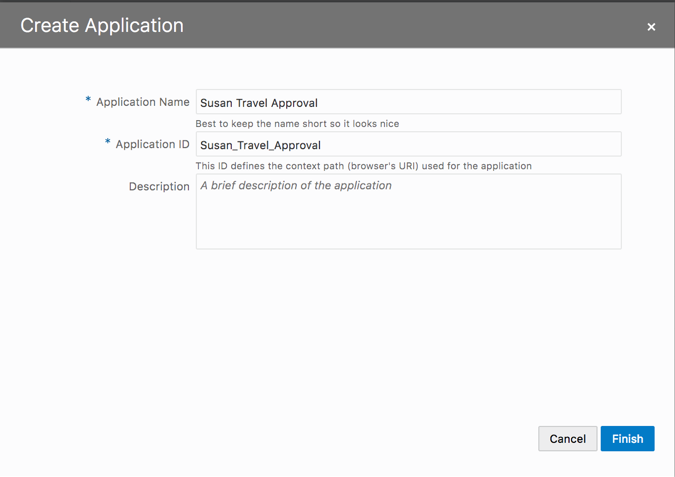 Create Application
×
* Application Name
Susan Travel Approval
Best to keep the name short so it looks nice
* Application ID
Susan_Travel_Approval
This ID defines the context path (browser's URI) used for the application
Description
A brief description of the application
Cancel
Finish